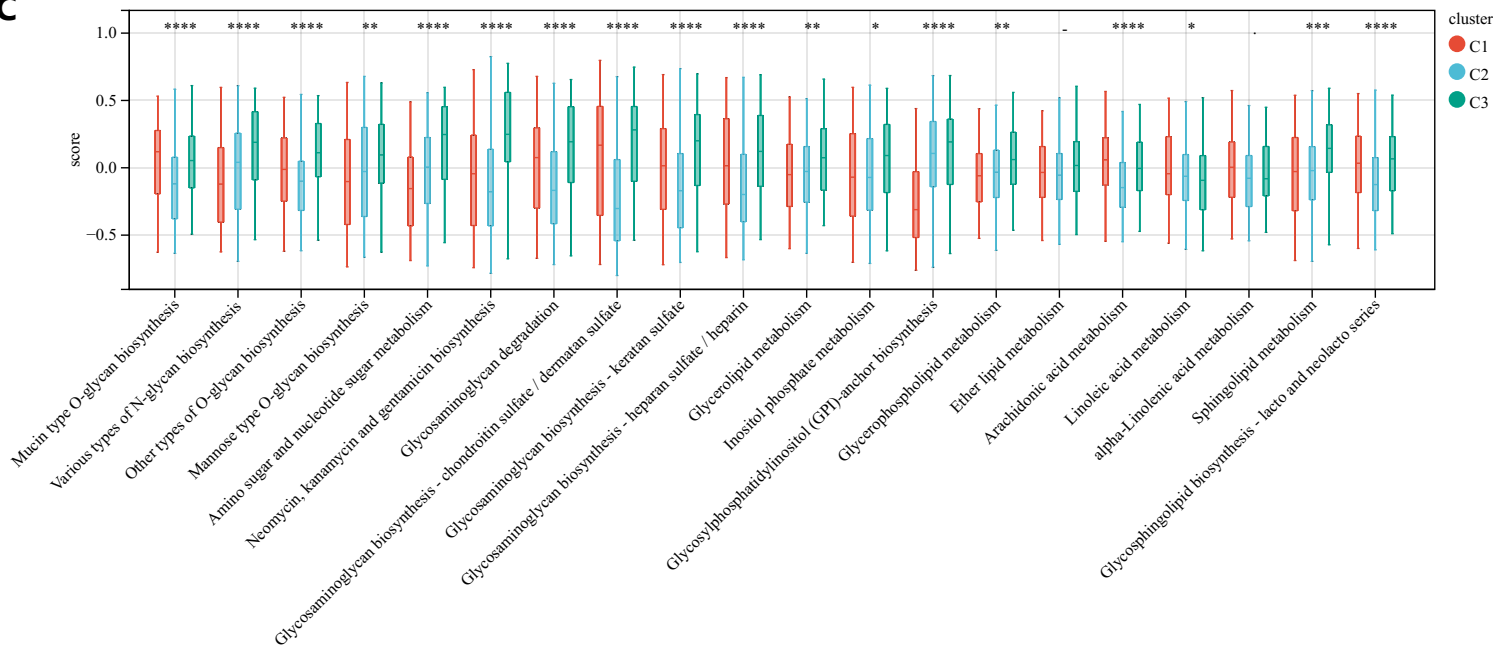 C
**** **** **** ** **** **** **** **** **** **** ** * **** ** - **** * . *** ****
cluster
C1
C2
C3
score
1.0
0.5
0.0
−0.5
Mucin type O-glycan biosynthesis
Various types of N-glycan biosynthesis
Other types of O-glycan biosynthesis
Mannose type O-glycan biosynthesis
Amino sugar and nucleotide sugar metabolism
Neomycin, kanamycin and gentamicin biosynthesis
Glycosaminoglycan degradation
Glycosaminoglycan biosynthesis - chondroitin sulfate / dermatan sulfate
Glycosaminoglycan biosynthesis - keratan sulfate
Glycosaminoglycan biosynthesis - heparan sulfate / heparin
Glycerolipid metabolism
Inositol phosphate metabolism
Glycosylphosphatidylinositol (GPI)-anchor biosynthesis
Glycerophospholipid metabolism
Ether lipid metabolism
Arachidonic acid metabolism
Linoleic acid metabolism
alpha-Linolenic acid metabolism
Sphingolipid metabolism
Glycosphingolipid biosynthesis - lacto and neolacto series